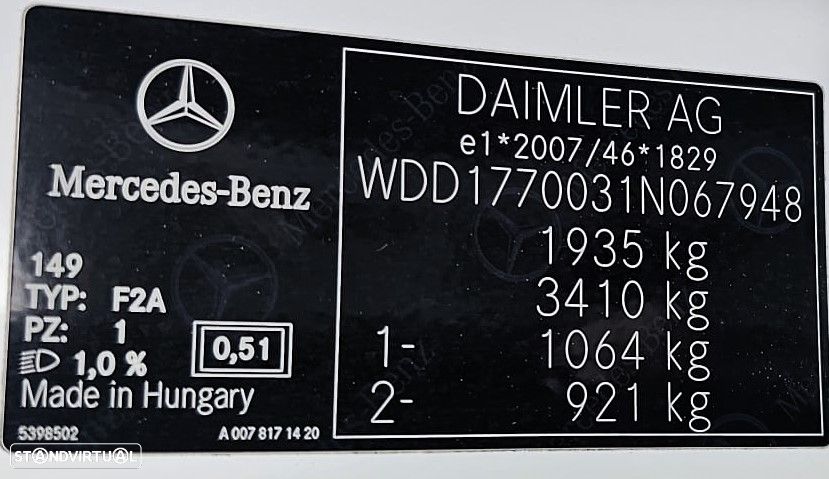 Mercedes-Benz
149
TYP: F2A
PZ: 1
1,0 %
0,51
Made in Hungary
5398502
A 007 817 14 20
DAIMLER AG
e1*2007/46*1829
WDD1770031N067948
1935 kg
3410 kg
1- 1064 kg
2- 921 kg
STANDVIRTUAL